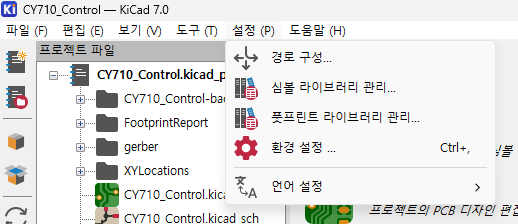 CY710_Control — KiCad 7.0
파일 (F) 편집 (E) 보기 (V) 도구 (T) 설정 (P) 도움말 (H)
프로젝트 파일
경로 구성...
CY710_Control.kicad_p
심볼 라이브러리 관리...
CY710_Control-bac
풋프린트 라이브러리 관리...
FootprintReport
gerber
환경 설정 ... Ctrl+,
XYLocations
언어 설정
CY710_Control.kicad
프로젝트의 PCB 디자인 편집
CY710_Control.kicad_sch